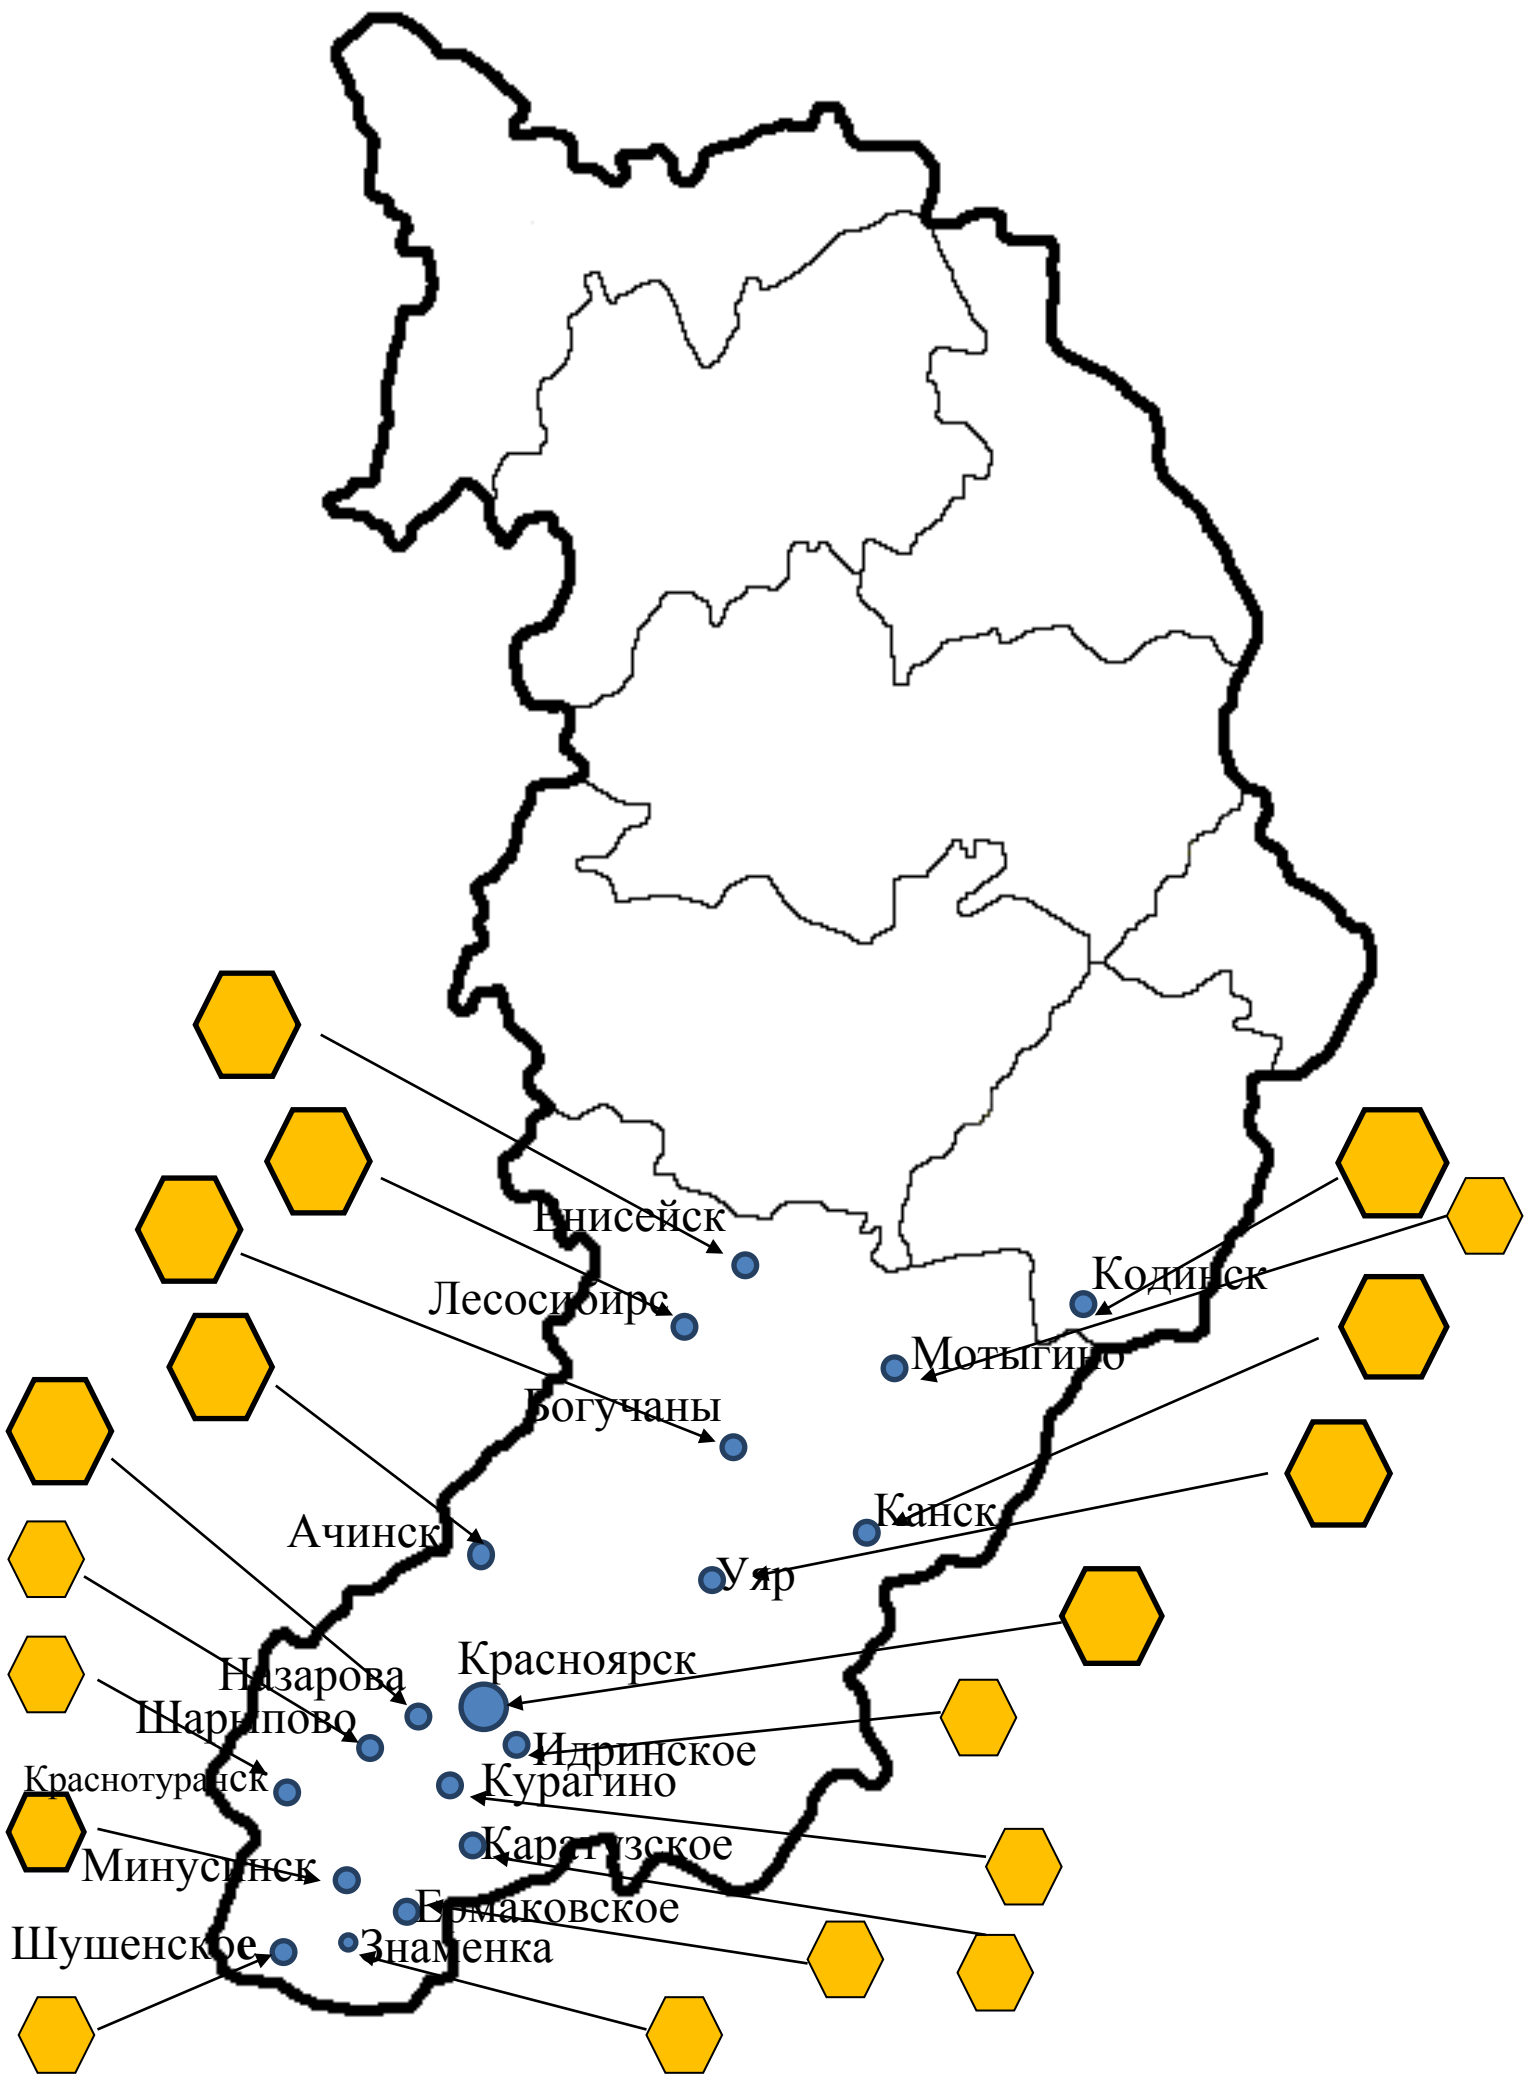 Енисейск
Кодинск
Лесосибирс
Мотыгино
Богучаны
Канск
Ачинск
Уяр
Красноярск
Назарова
Шарыпово
Идринское
Краснотуранск
Курагино
Каратузское
Минусинск
Ермаковское
Шушенское
Знаменка